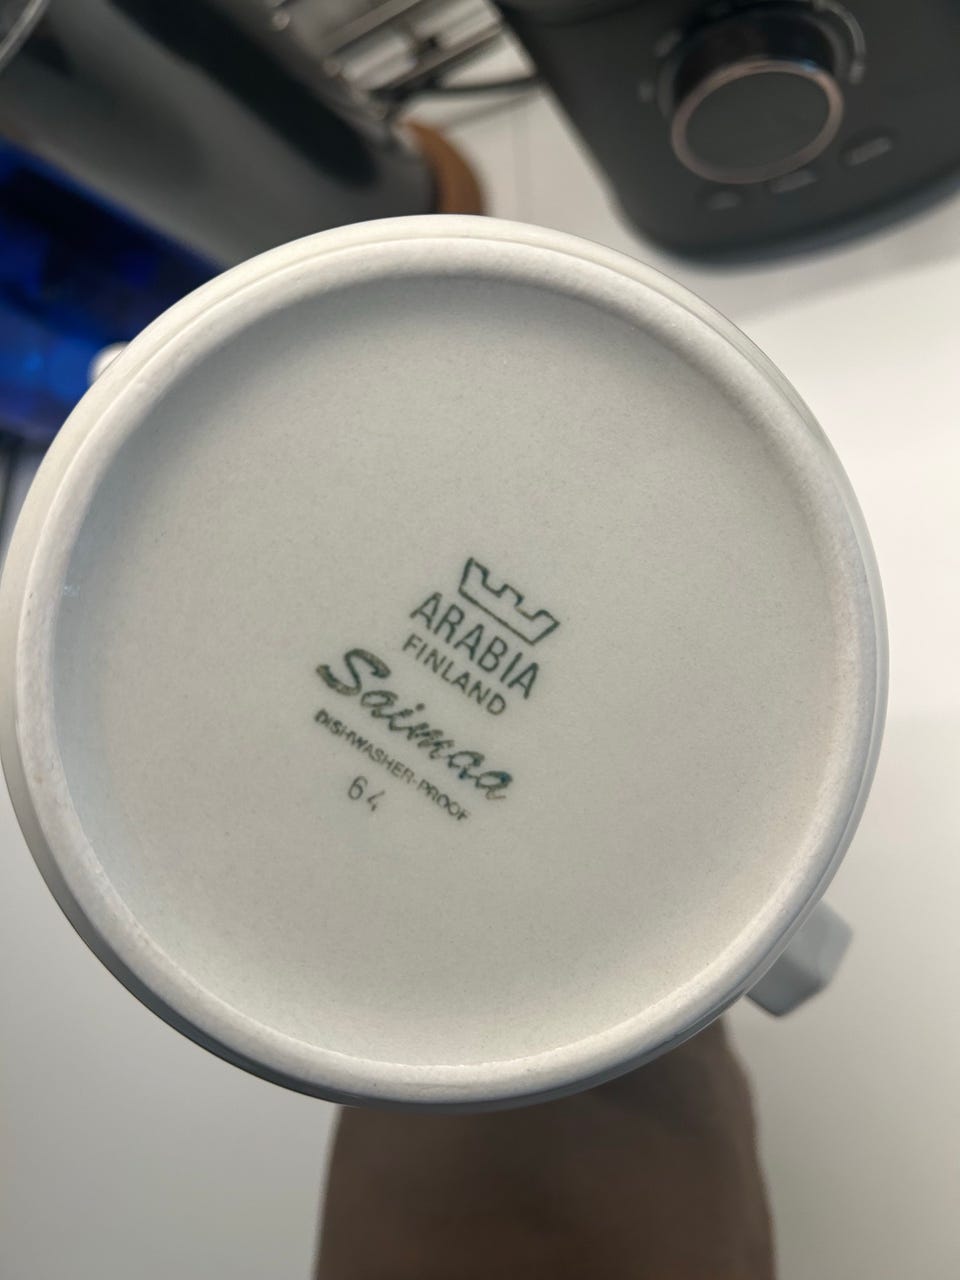 ARABIA
FINLAND
Saimaa
DISHWASHER-PROOF
64